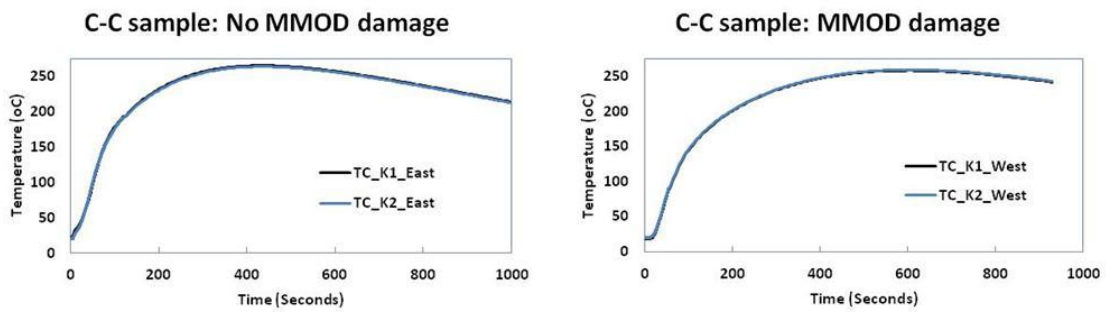 C-C sample: No MMOD damage
Temperature (oC)
250
200
150
100
50
0
TC_K1_East
TC_K2_East
0 200 400 600 800 1000
Time (Seconds)
C-C sample: MMOD damage
Temperature (oC)
250
200
150
100
50
0
TC_K1_West
TC_K2_West
0 200 400 600 800 1000
Time (Seconds)